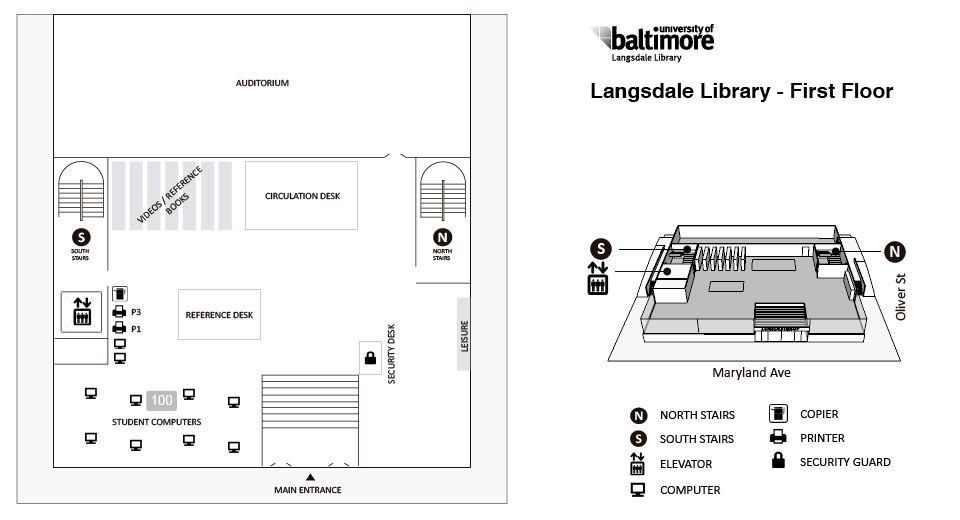 AUDITORIUM
VIDEOS / REFERENCE
BOOKS
CIRCULATION DESK
S
SOUTH
STAIRS
N
NORTH
STAIRS
P3
P1
REFERENCE DESK
SECURITY DESK
LEISURE
100
STUDENT COMPUTERS
MAIN ENTRANCE
university of
baltimore
Langsdale Library
Langsdale Library - First Floor
S
N
Oliver St
Maryland Ave
N NORTH STAIRS
S SOUTH STAIRS
ELEVATOR
COMPUTER
COPIER
PRINTER
SECURITY GUARD